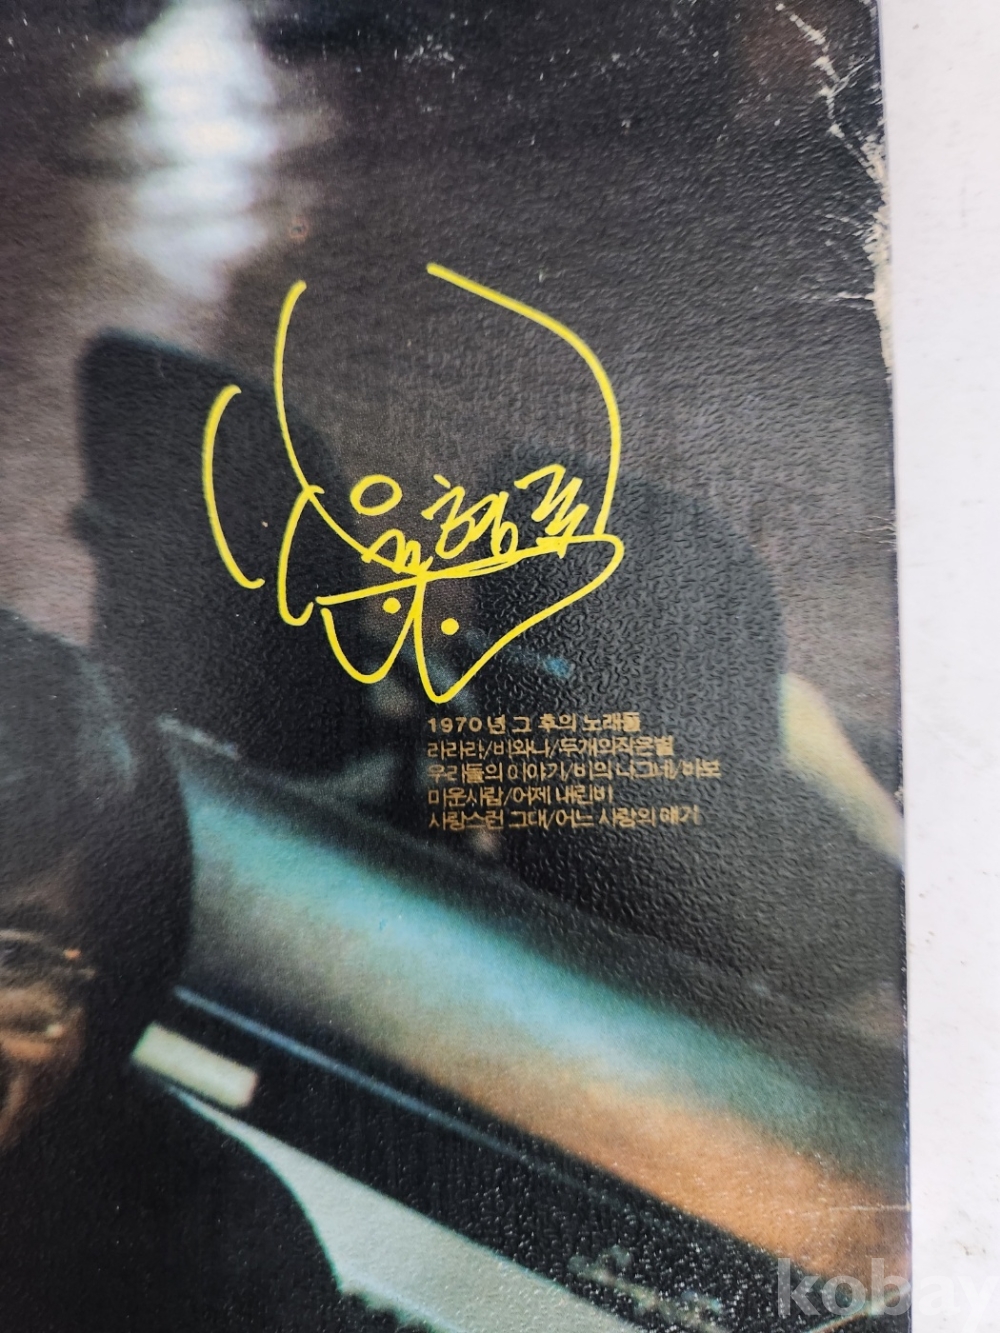 윤형주
1970년 그 후의 노래들
라라라/비와나/두개의작은별
우리들의 이야기/비의 나그네/바보
미운사람/어제 내린비
사랑스런 그대/어느 사랑의 얘기
kobay